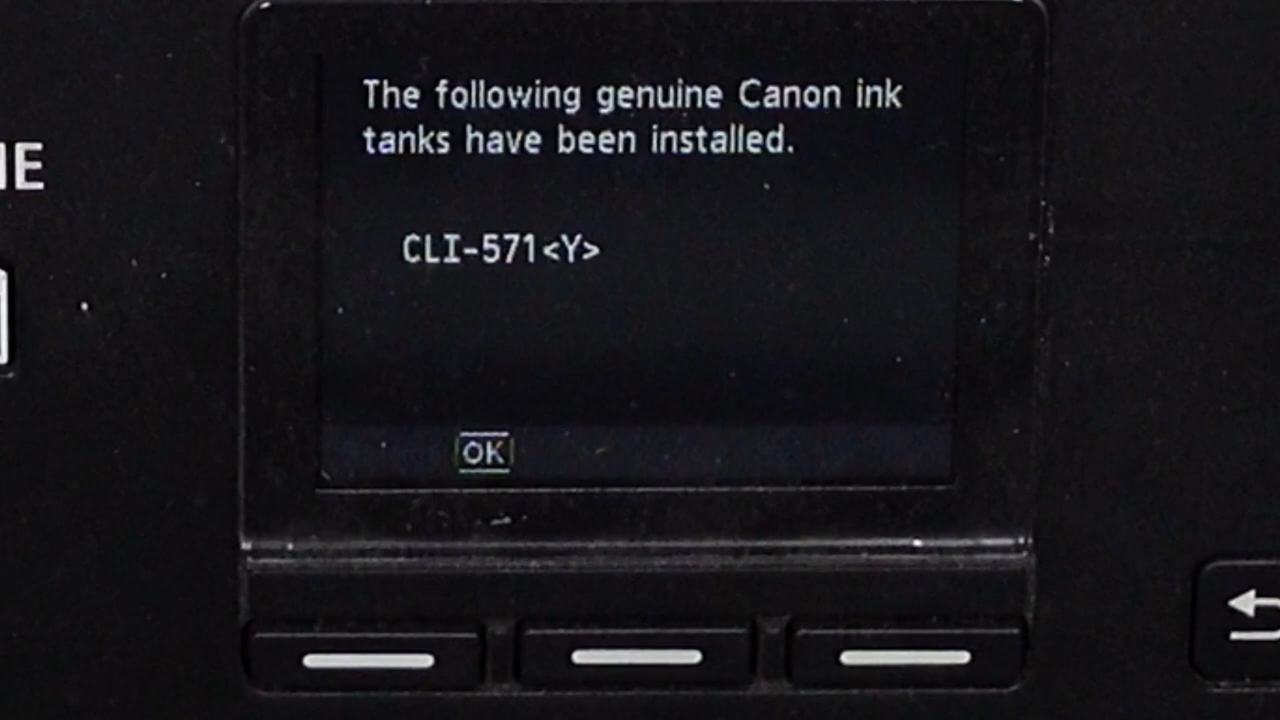 The following genuine Canon ink
tanks have been installed.
CLI-571<Y>
OK